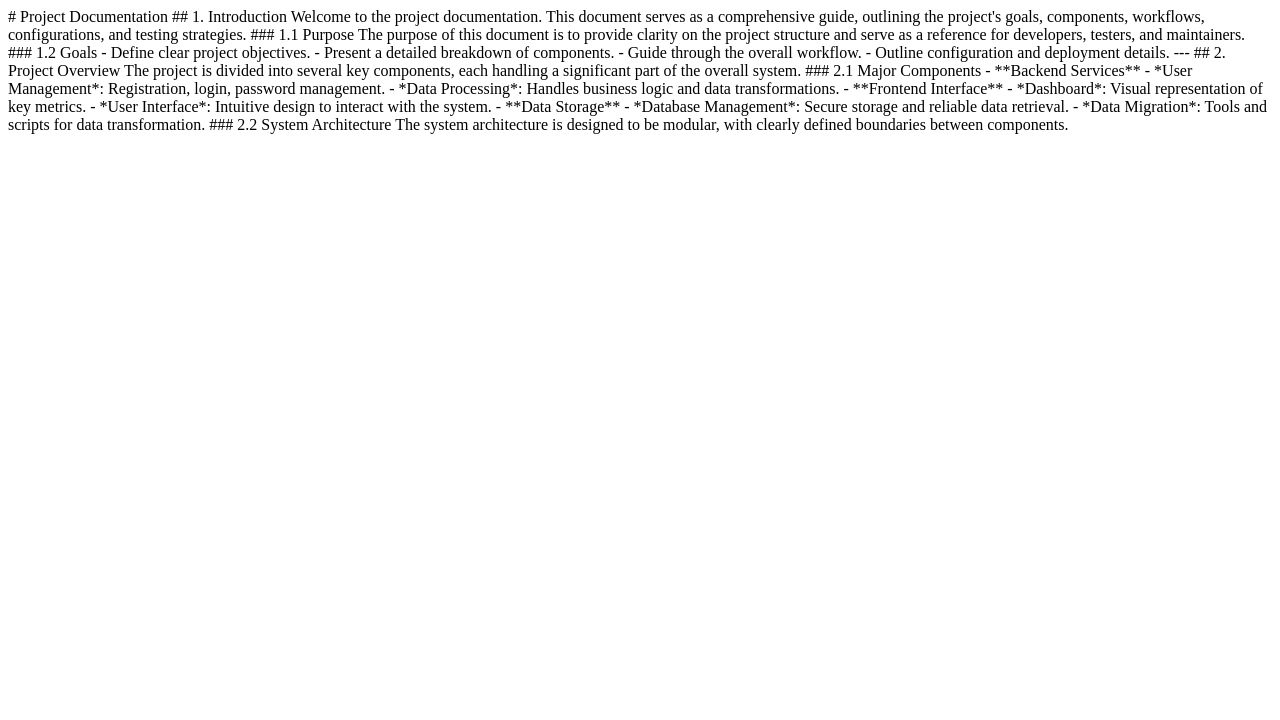 # Project Documentation ## 1. Introduction Welcome to the project documentation. This document serves as a comprehensive guide, outlining the project's goals, components, workflows,
configurations, and testing strategies. ### 1.1 Purpose The purpose of this document is to provide clarity on the project structure and serve as a reference for developers, testers, and maintainers.
### 1.2 Goals - Define clear project objectives. - Present a detailed breakdown of components. - Guide through the overall workflow. - Outline configuration and deployment details. --- ## 2.
Project Overview The project is divided into several key components, each handling a significant part of the overall system. ### 2.1 Major Components - **Backend Services** - *User
Management*: Registration, login, password management. - *Data Processing*: Handles business logic and data transformations. - **Frontend Interface** - *Dashboard*: Visual representation of
key metrics. - *User Interface*: Intuitive design to interact with the system. - **Data Storage** - *Database Management*: Secure storage and reliable data retrieval. - *Data Migration*: Tools and
scripts for data transformation. ### 2.2 System Architecture The system architecture is designed to be modular, with clearly defined boundaries between components.